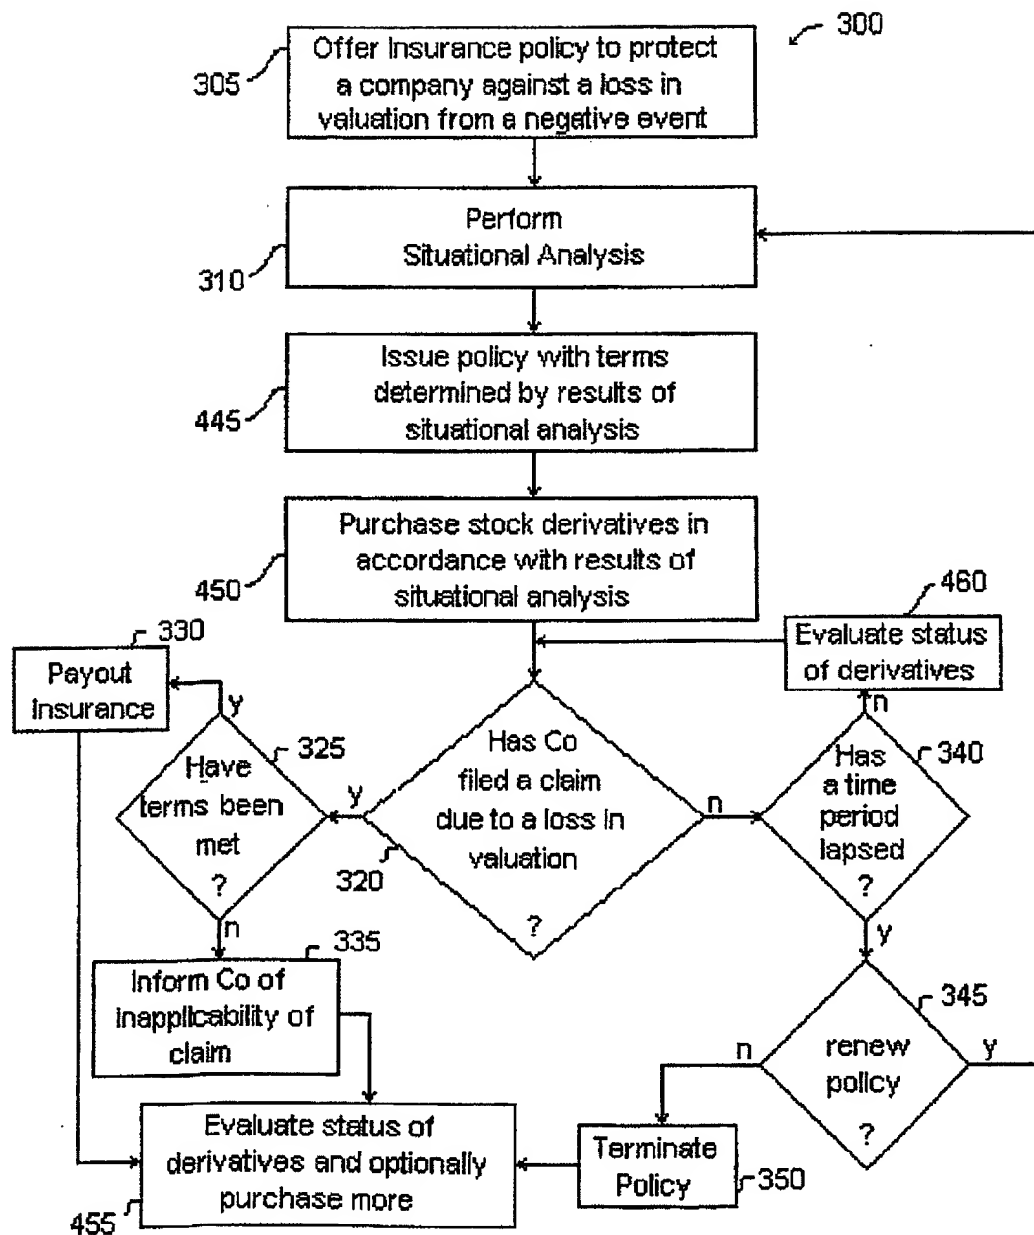 300
Offer Insurance policy to protect
a company against a loss in
valuation from a negative event
305
Perform
Situational Analysis
310
Issue policy with terms
determined by results of
situational analysis
445
Purchase stock derivatives in
accordance with results of
situational analysis
450
460
Evaluate status
of derivatives
n
330
Payout
Insurance
y
325
Have
terms been
met
?
y
Has Co
filed a claim
due to a loss in
valuation
?
320
n
340
Has
a time
period
lapsed
?
n
335
Inform Co of
inapplicability of
claim
y
345
renew
policy
?
n
y
Evaluate status of
derivatives and optionally
purchase more
455
Terminate
Policy
350